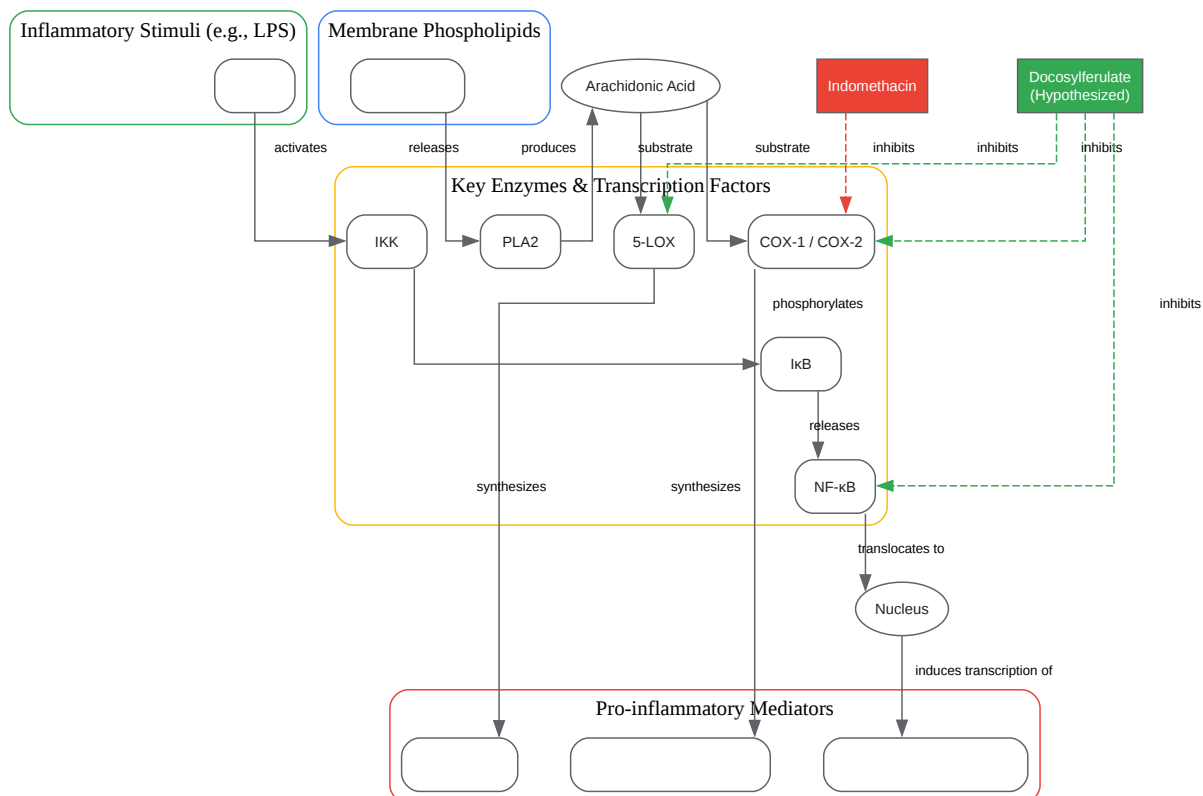 Inflammatory Stimuli (e.g., LPS)
Membrane Phospholipids
Arachidonic Acid
Indomethacin
Docosylferulate
(Hypothesized)
activates
releases
produces
substrate
substrate
inhibits
inhibits
inhibits
Key Enzymes & Transcription Factors
IKK
PLA2
5-LOX
COX-1 / COX-2
phosphorylates
inhibits
IκB
releases
synthesizes
synthesizes
NF-κB
translocates to
Nucleus
induces transcription of
Pro-inflammatory Mediators